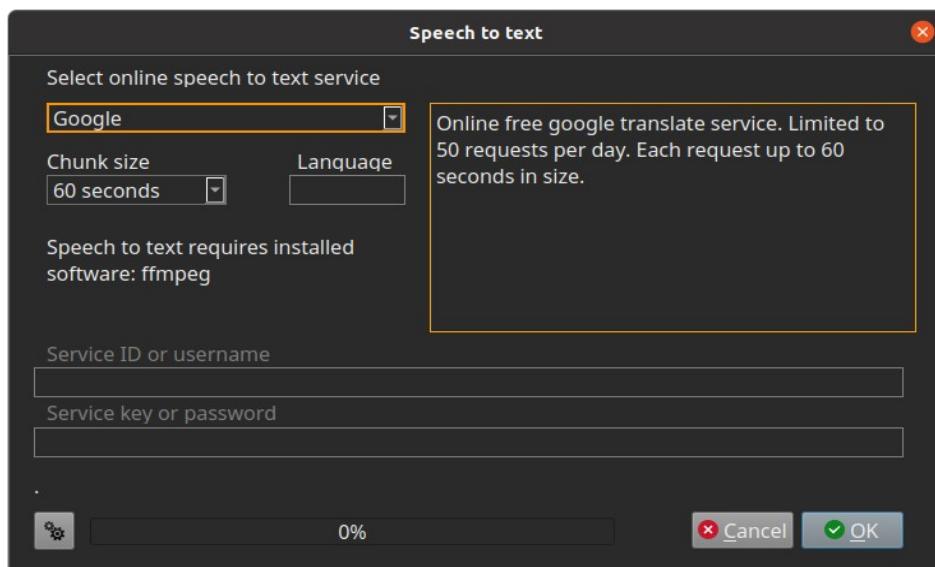 Speech to text
Select online speech to text service
Google
Online free google translate service. Limited to
50 requests per day. Each request up to 60
seconds in size.
Chunk size
Language
60 seconds
Speech to text requires installed
software: ffmpeg
Service ID or username
Service key or password
.
0%
Cancel
OK